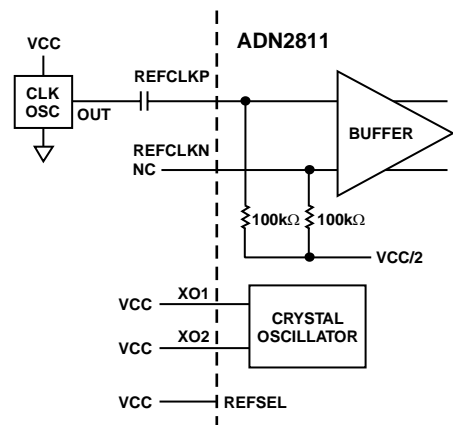 ADN2811
VCC
REFCLKP
CLK
OSC
OUT
BUFFER
REFCLKN
NC
100kΩ
100kΩ
VCC/2
VCC
XO1
CRYSTAL
OSCILLATOR
VCC
XO2
VCC
REFSEL